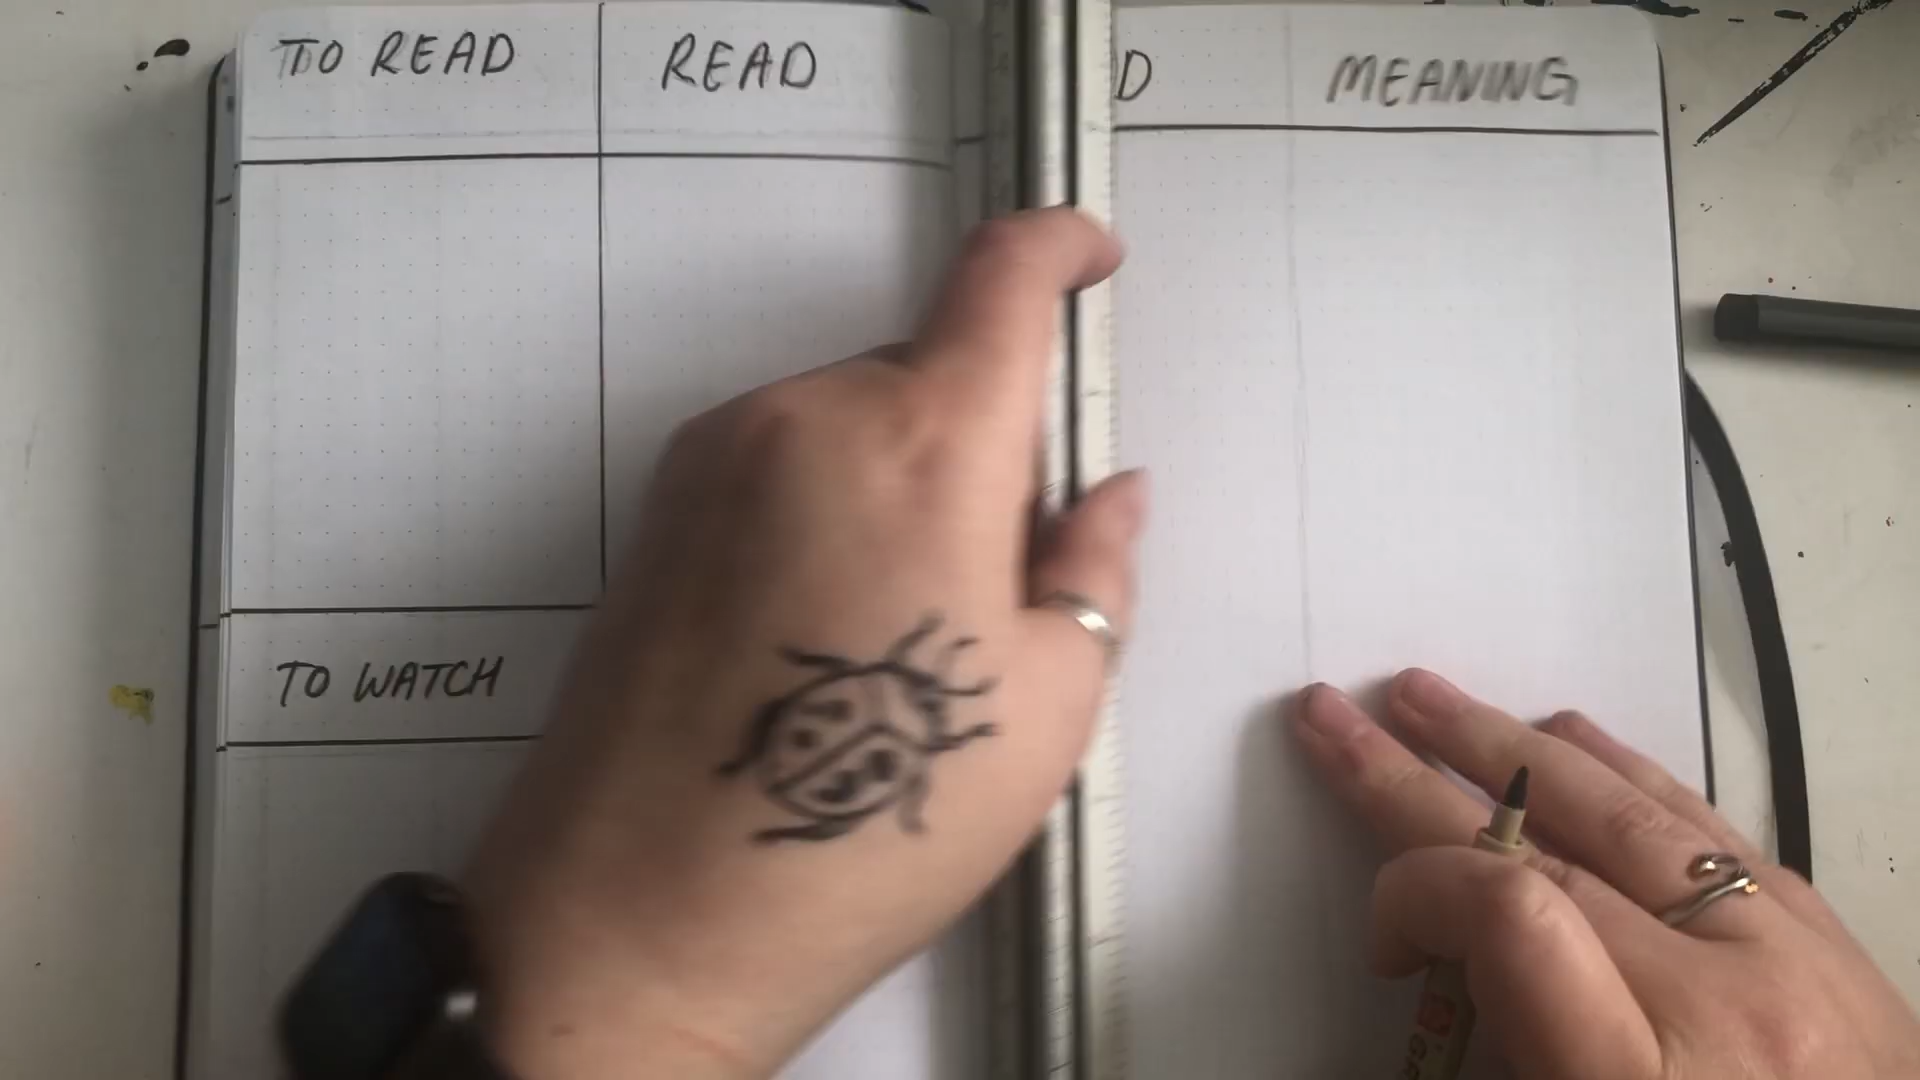 TO READ
READ
D
MEANING
TO WATCH